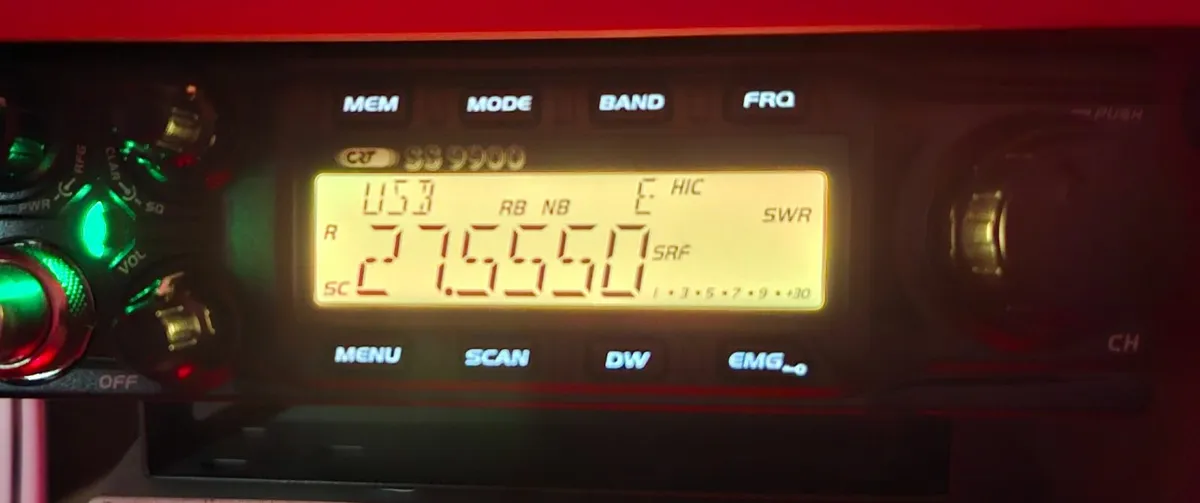 MEM MODE BAND FRQ
PUSH
CRT SS 9900
USB RB NB E HIC
SWR
R 27.5550 SRF
SC 1 • 3 • 5 • 7 • 9 • +30
PWR RFG CLAR SQ
VOL
OFF
MENU SCAN DW EMG
CH